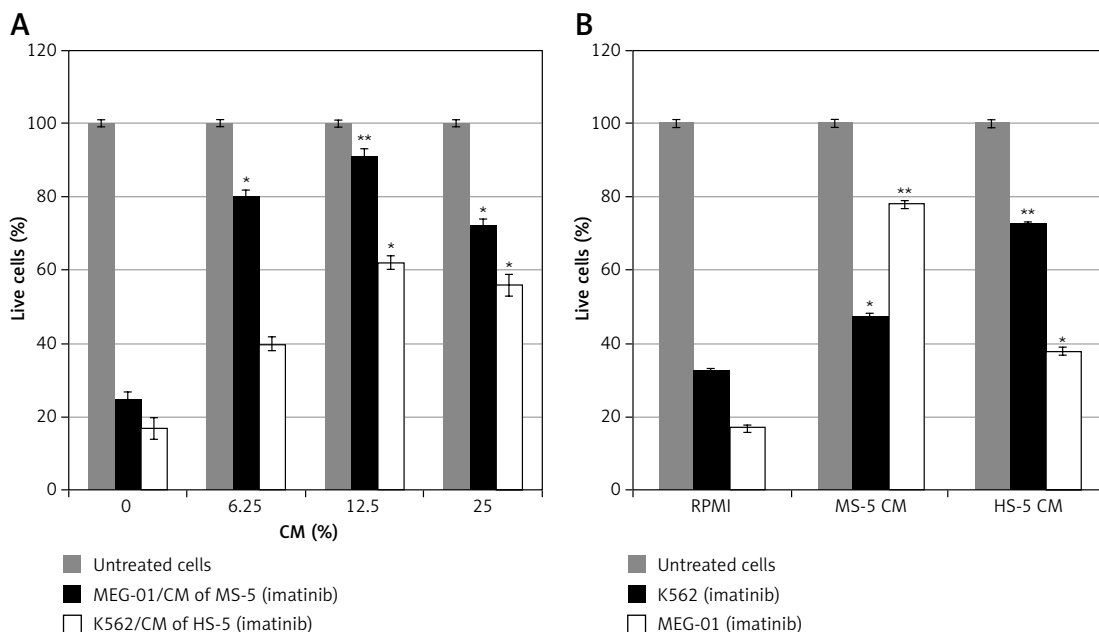 A
120
100
80
60
40
20
0
Live cells (%)
*
**
*
*
*
0 6.25 12.5 25
CM (%)
Untreated cells
MEG-01/CM of MS-5 (imatinib)
K562/CM of HS-5 (imatinib)
B
120
100
80
60
40
20
0
Live cells (%)
*
**
**
*
RPMI MS-5 CM HS-5 CM
Untreated cells
K562 (imatinib)
MEG-01 (imatinib)